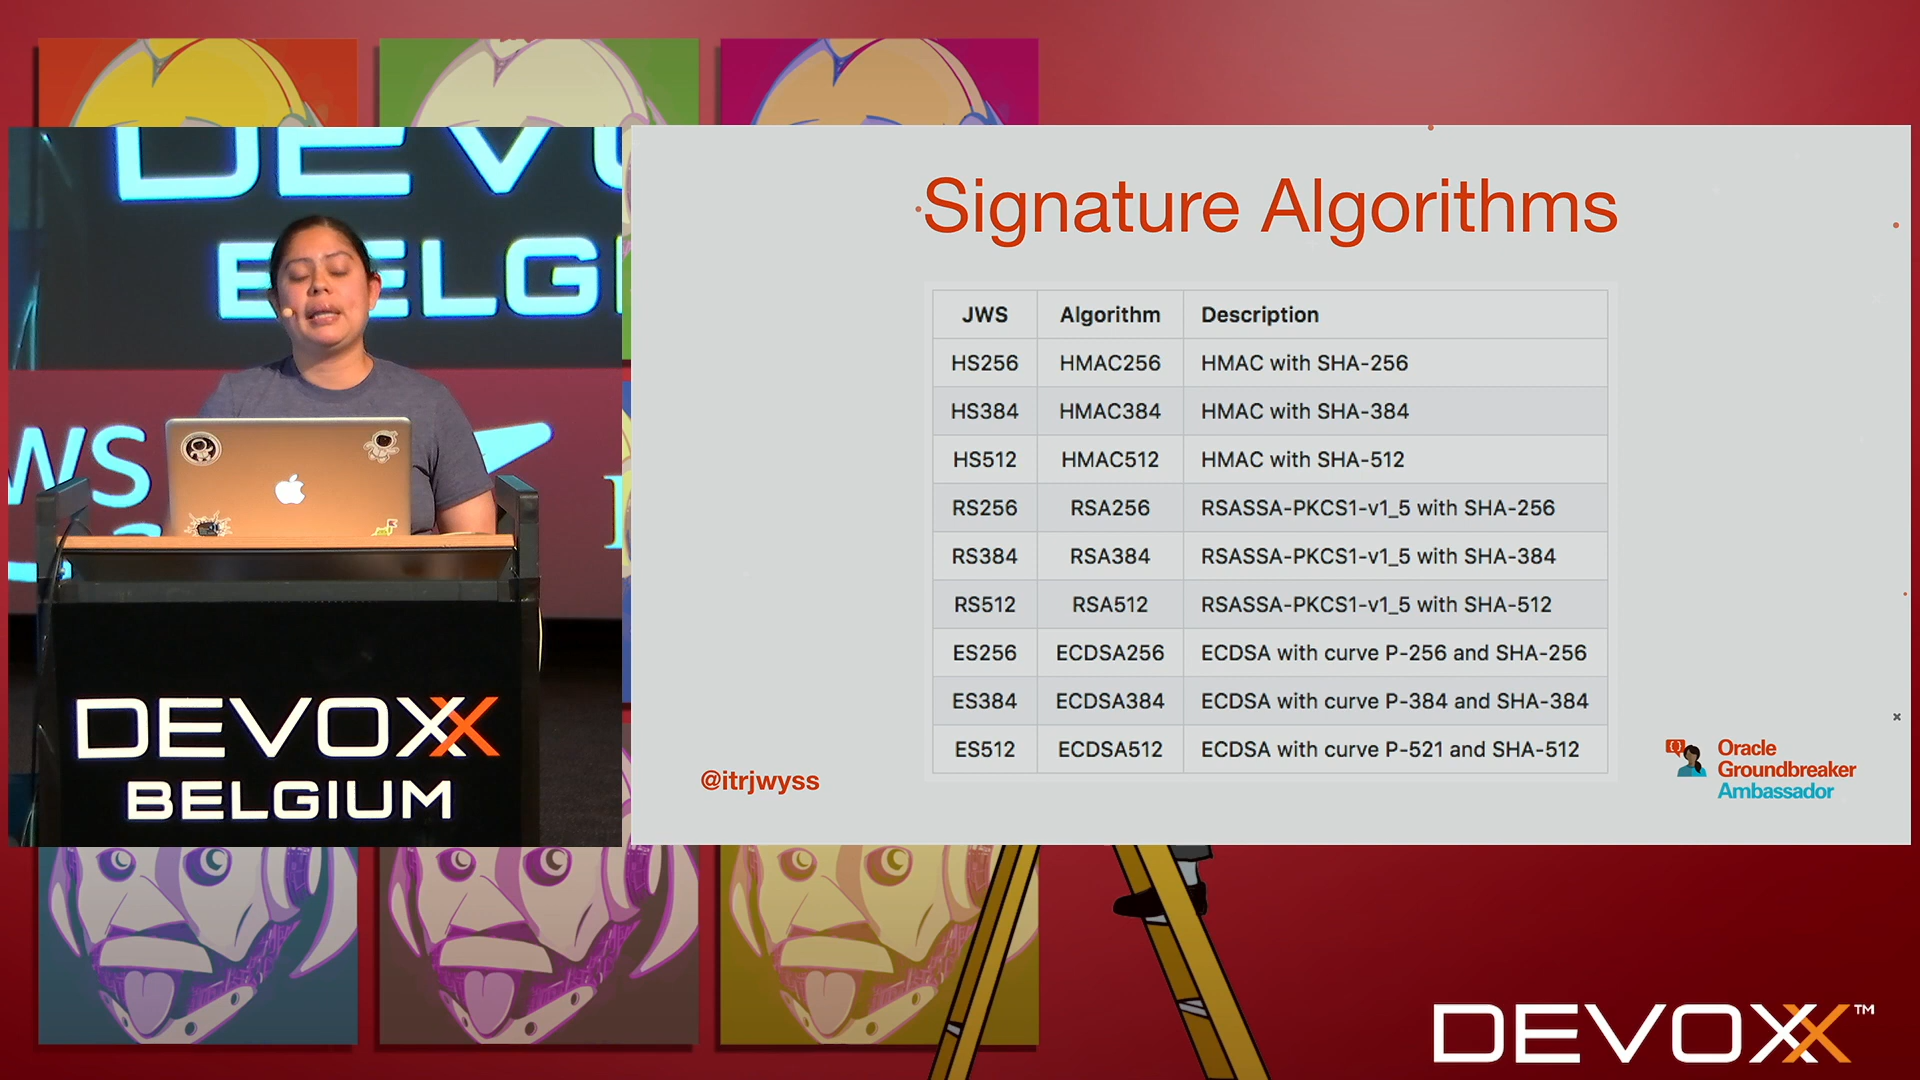 DEVO
BELG
WS
DEVOXX
BELGIUM
Signature Algorithms
JWS Algorithm Description
HS256 HMAC256 HMAC with SHA-256
HS384 HMAC384 HMAC with SHA-384
HS512 HMAC512 HMAC with SHA-512
RS256 RSA256 RSASSA-PKCS1-v1_5 with SHA-256
RS384 RSA384 RSASSA-PKCS1-v1_5 with SHA-384
RS512 RSA512 RSASSA-PKCS1-v1_5 with SHA-512
ES256 ECDSA256 ECDSA with curve P-256 and SHA-256
ES384 ECDSA384 ECDSA with curve P-384 and SHA-384
ES512 ECDSA512 ECDSA with curve P-521 and SHA-512
@itrjwyss
Oracle
Groundbreaker
Ambassador
DEVOXX™